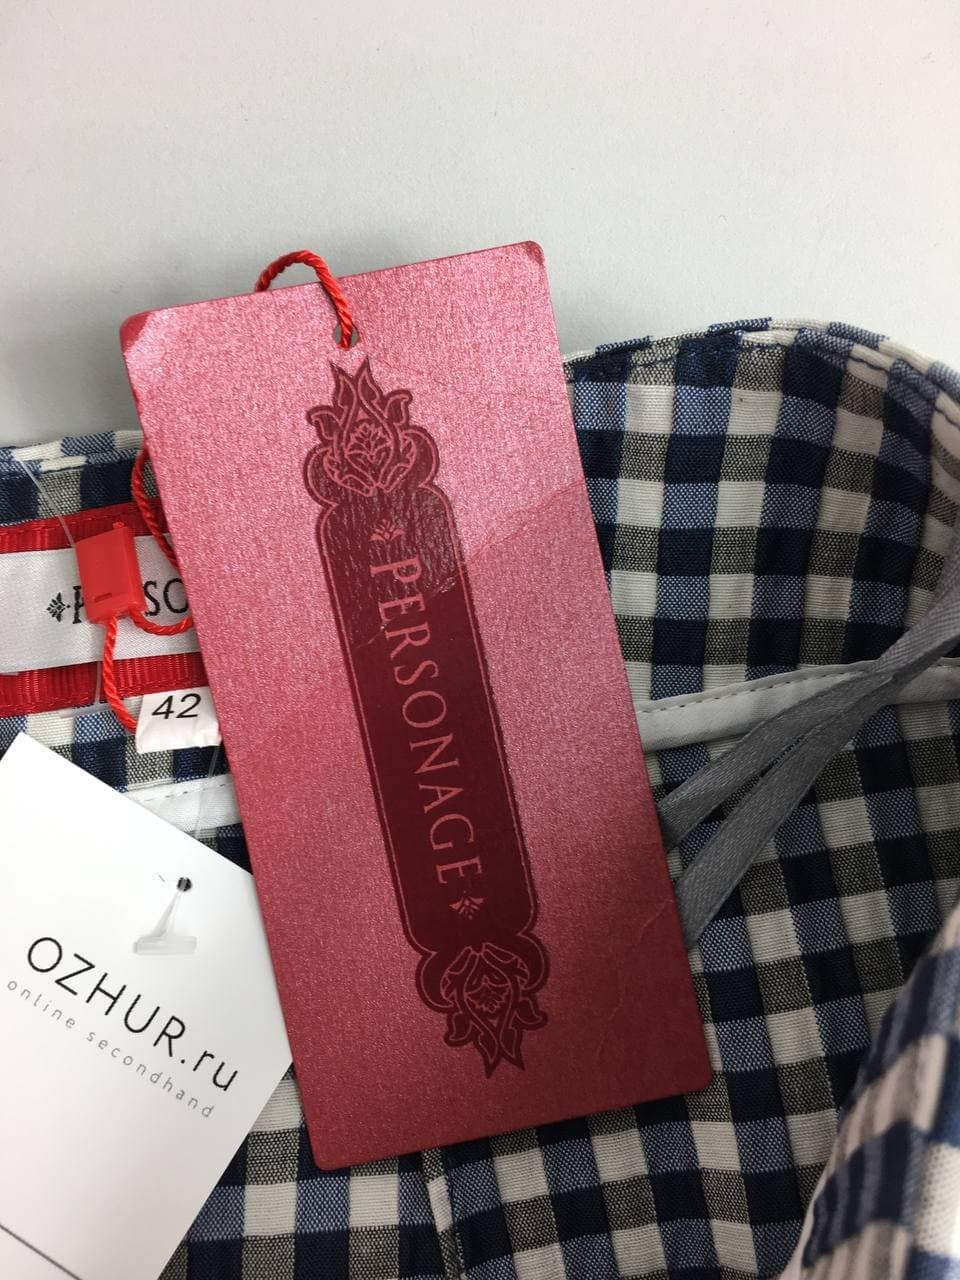 PERSONAGE
42
OZHUR.ru
online secondhand